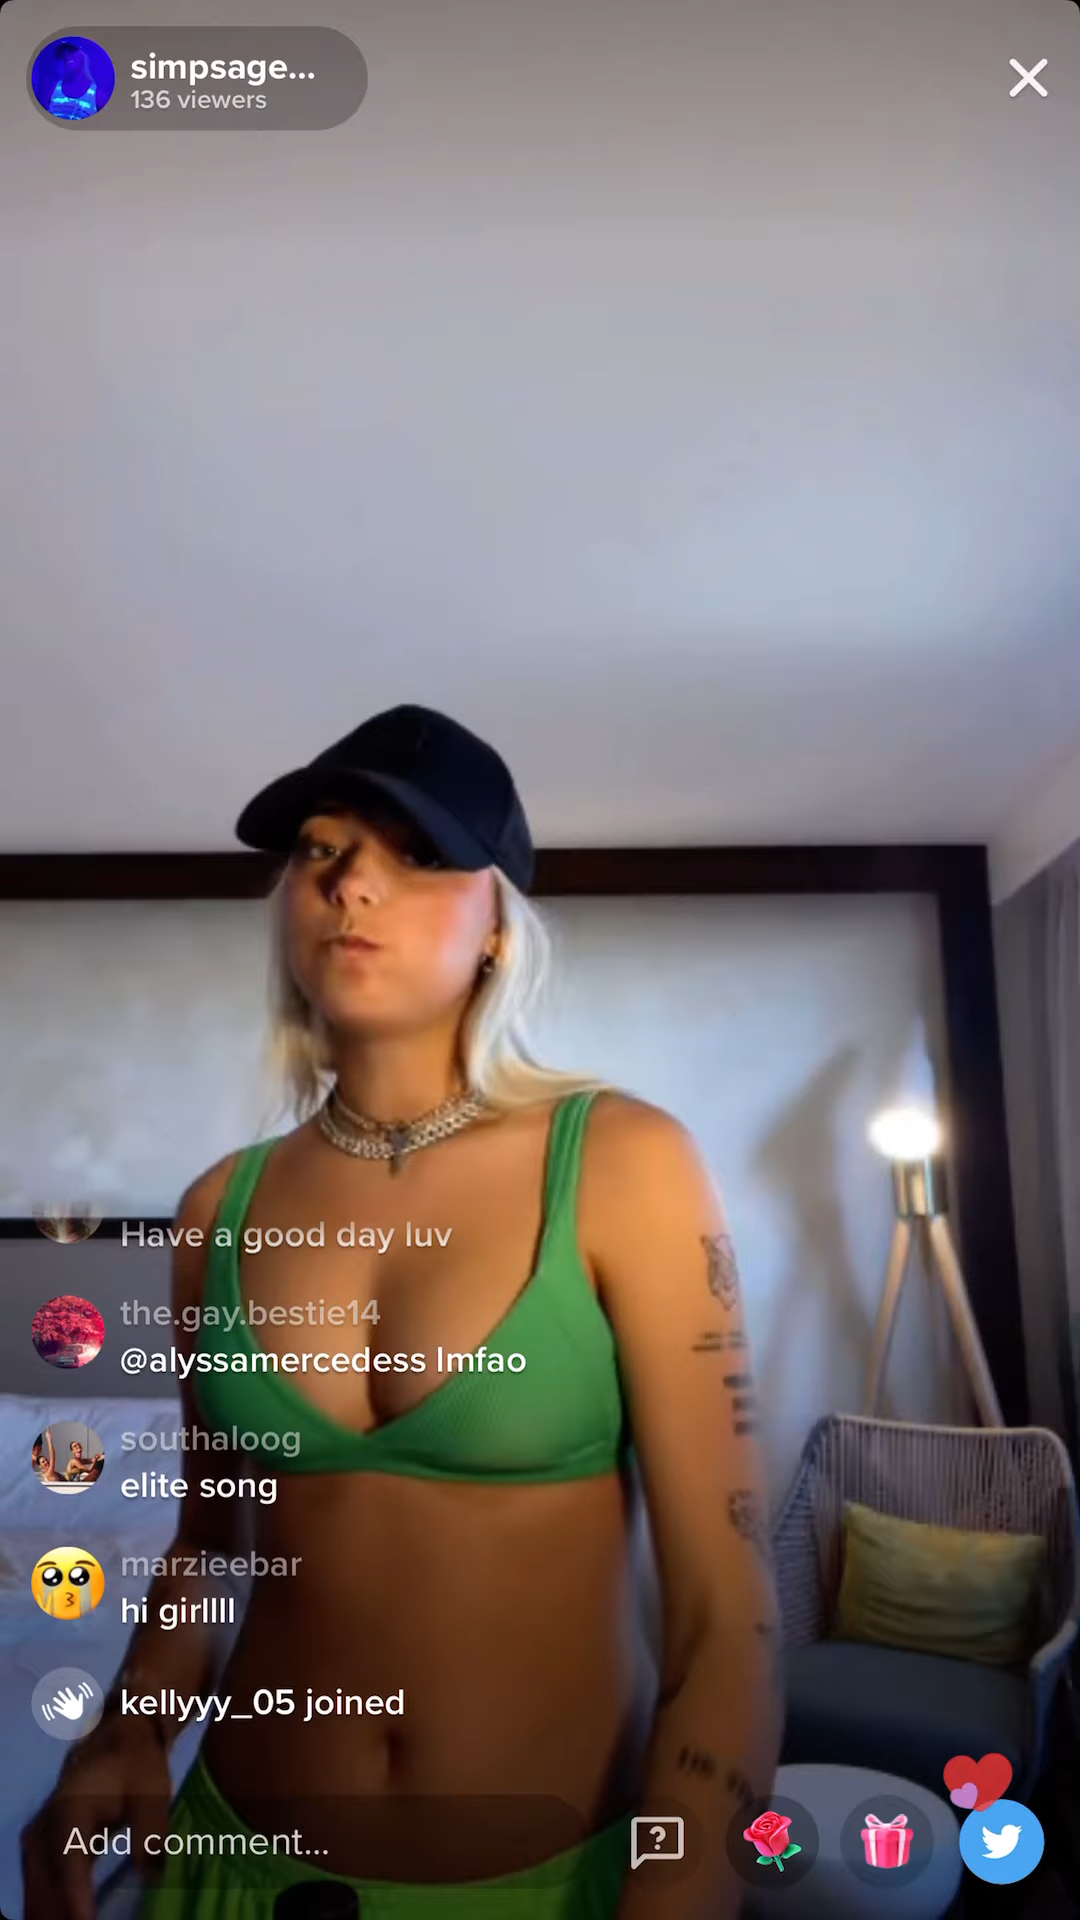 simpsage...
136 viewers
Have a good day luv
the.gay.bestie14
@alyssamercedess lmfao
southaloog
elite song
marzieebar
hi girllll
kellyyy_05 joined
Add comment...